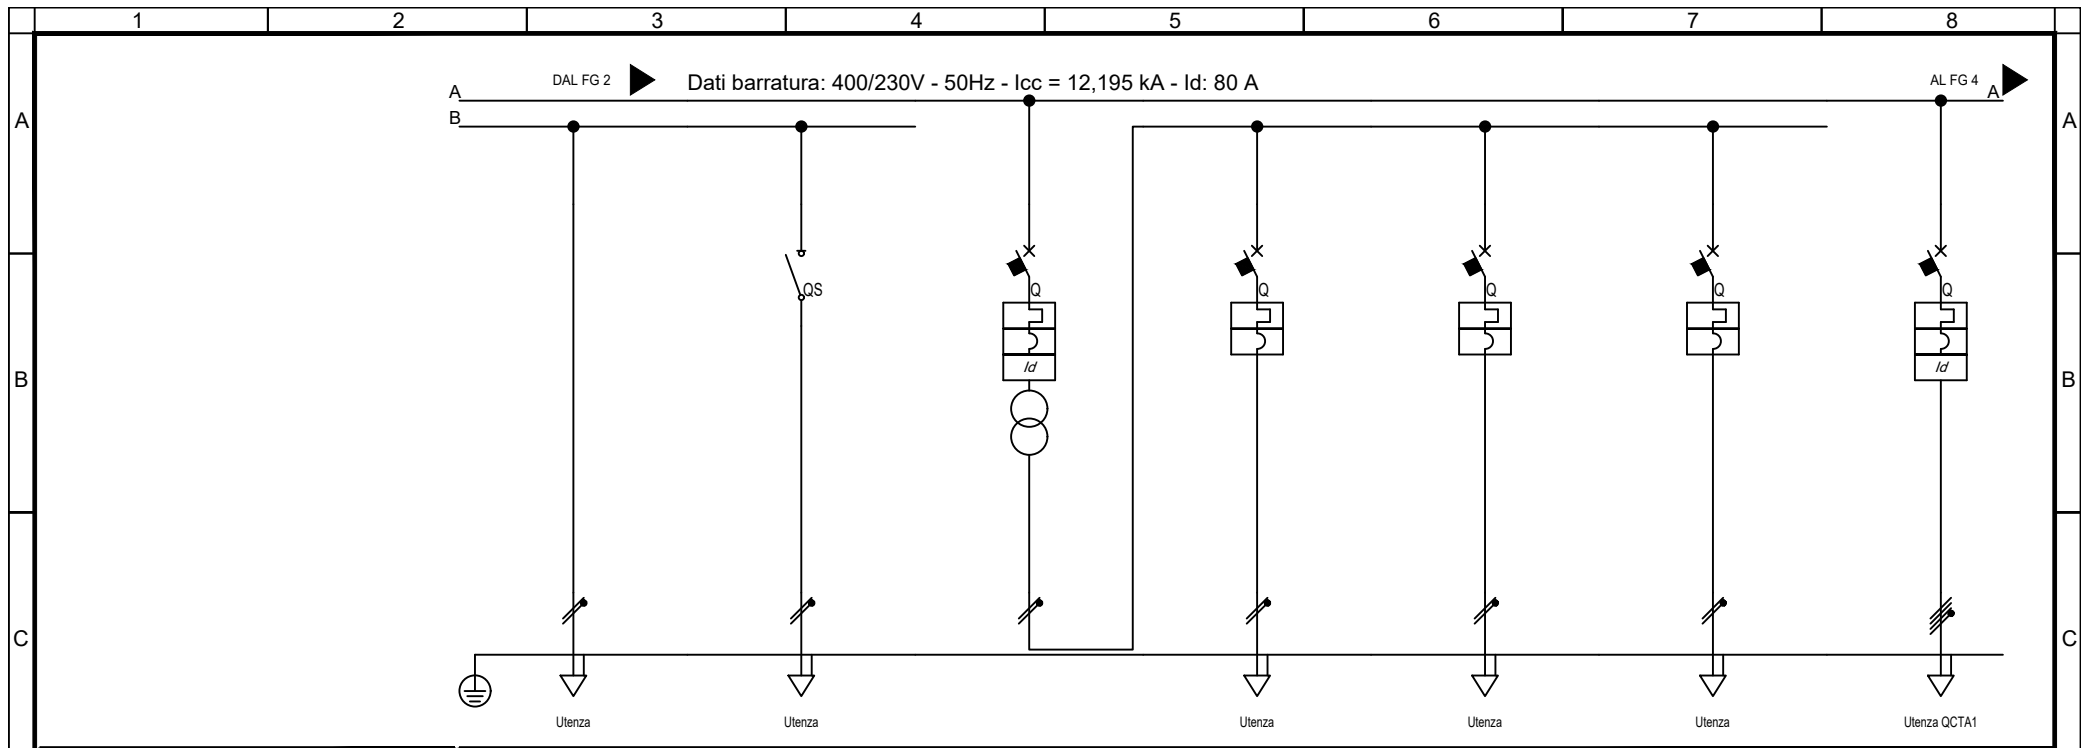 1 2 3 4 5 6 7 8
DAL FG 2 Dati barratura: 400/230V - 50Hz - Icc = 12,195 kA - Id: 80 A AL FG 4
A A
B
A A
QS Q Q Q Q Q
Id Id
B B
C C
Utenza Utenza Utenza Utenza Utenza Utenza QCTA1